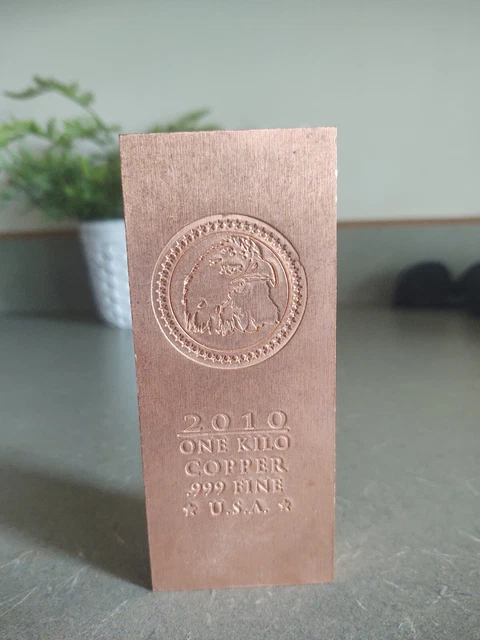 2010
ONE KILO
COPPER
.999 FINE
★ U.S.A. ★